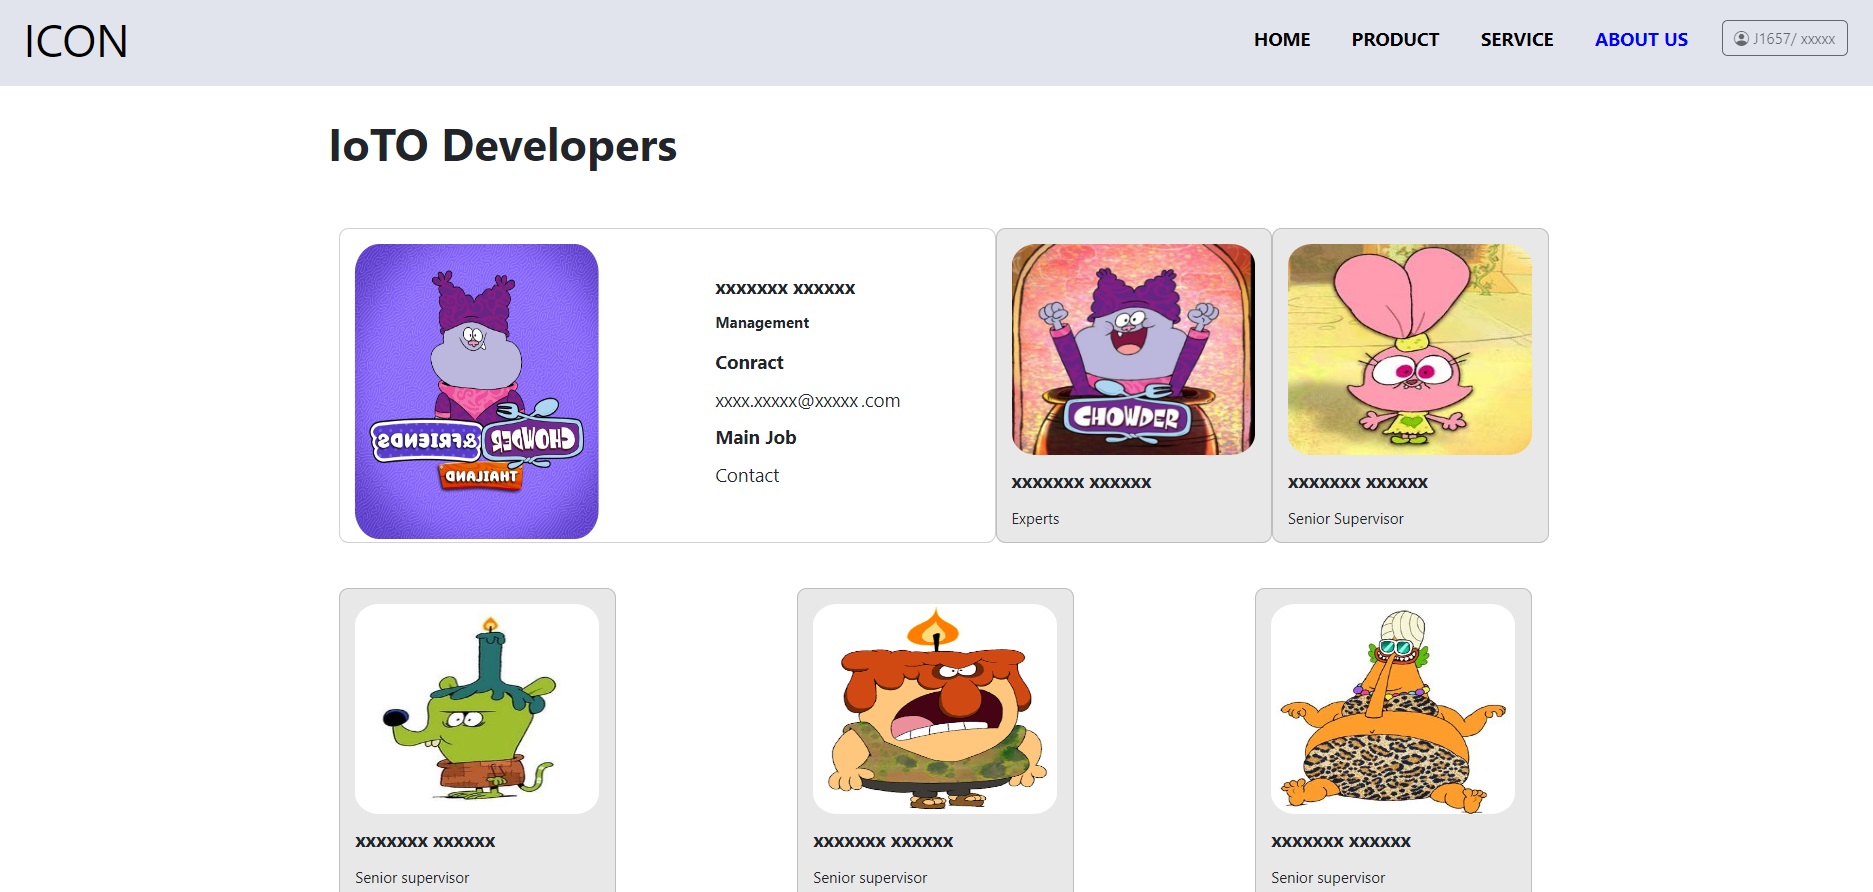 ICON
HOME PRODUCT SERVICE ABOUT US J1657/ xxxxx
IoTO Developers
CHOWDER &FRIENDS
THAILAND
xxxxxxx xxxxxx
Management
Conract
xxxx.xxxxx@xxxxx .com
Main Job
Contact
CHOWDER
xxxxxxx xxxxxx
Experts
xxxxxxx xxxxxx
Senior Supervisor
xxxxxxx xxxxxx
Senior supervisor
xxxxxxx xxxxxx
Senior supervisor
xxxxxxx xxxxxx
Senior supervisor